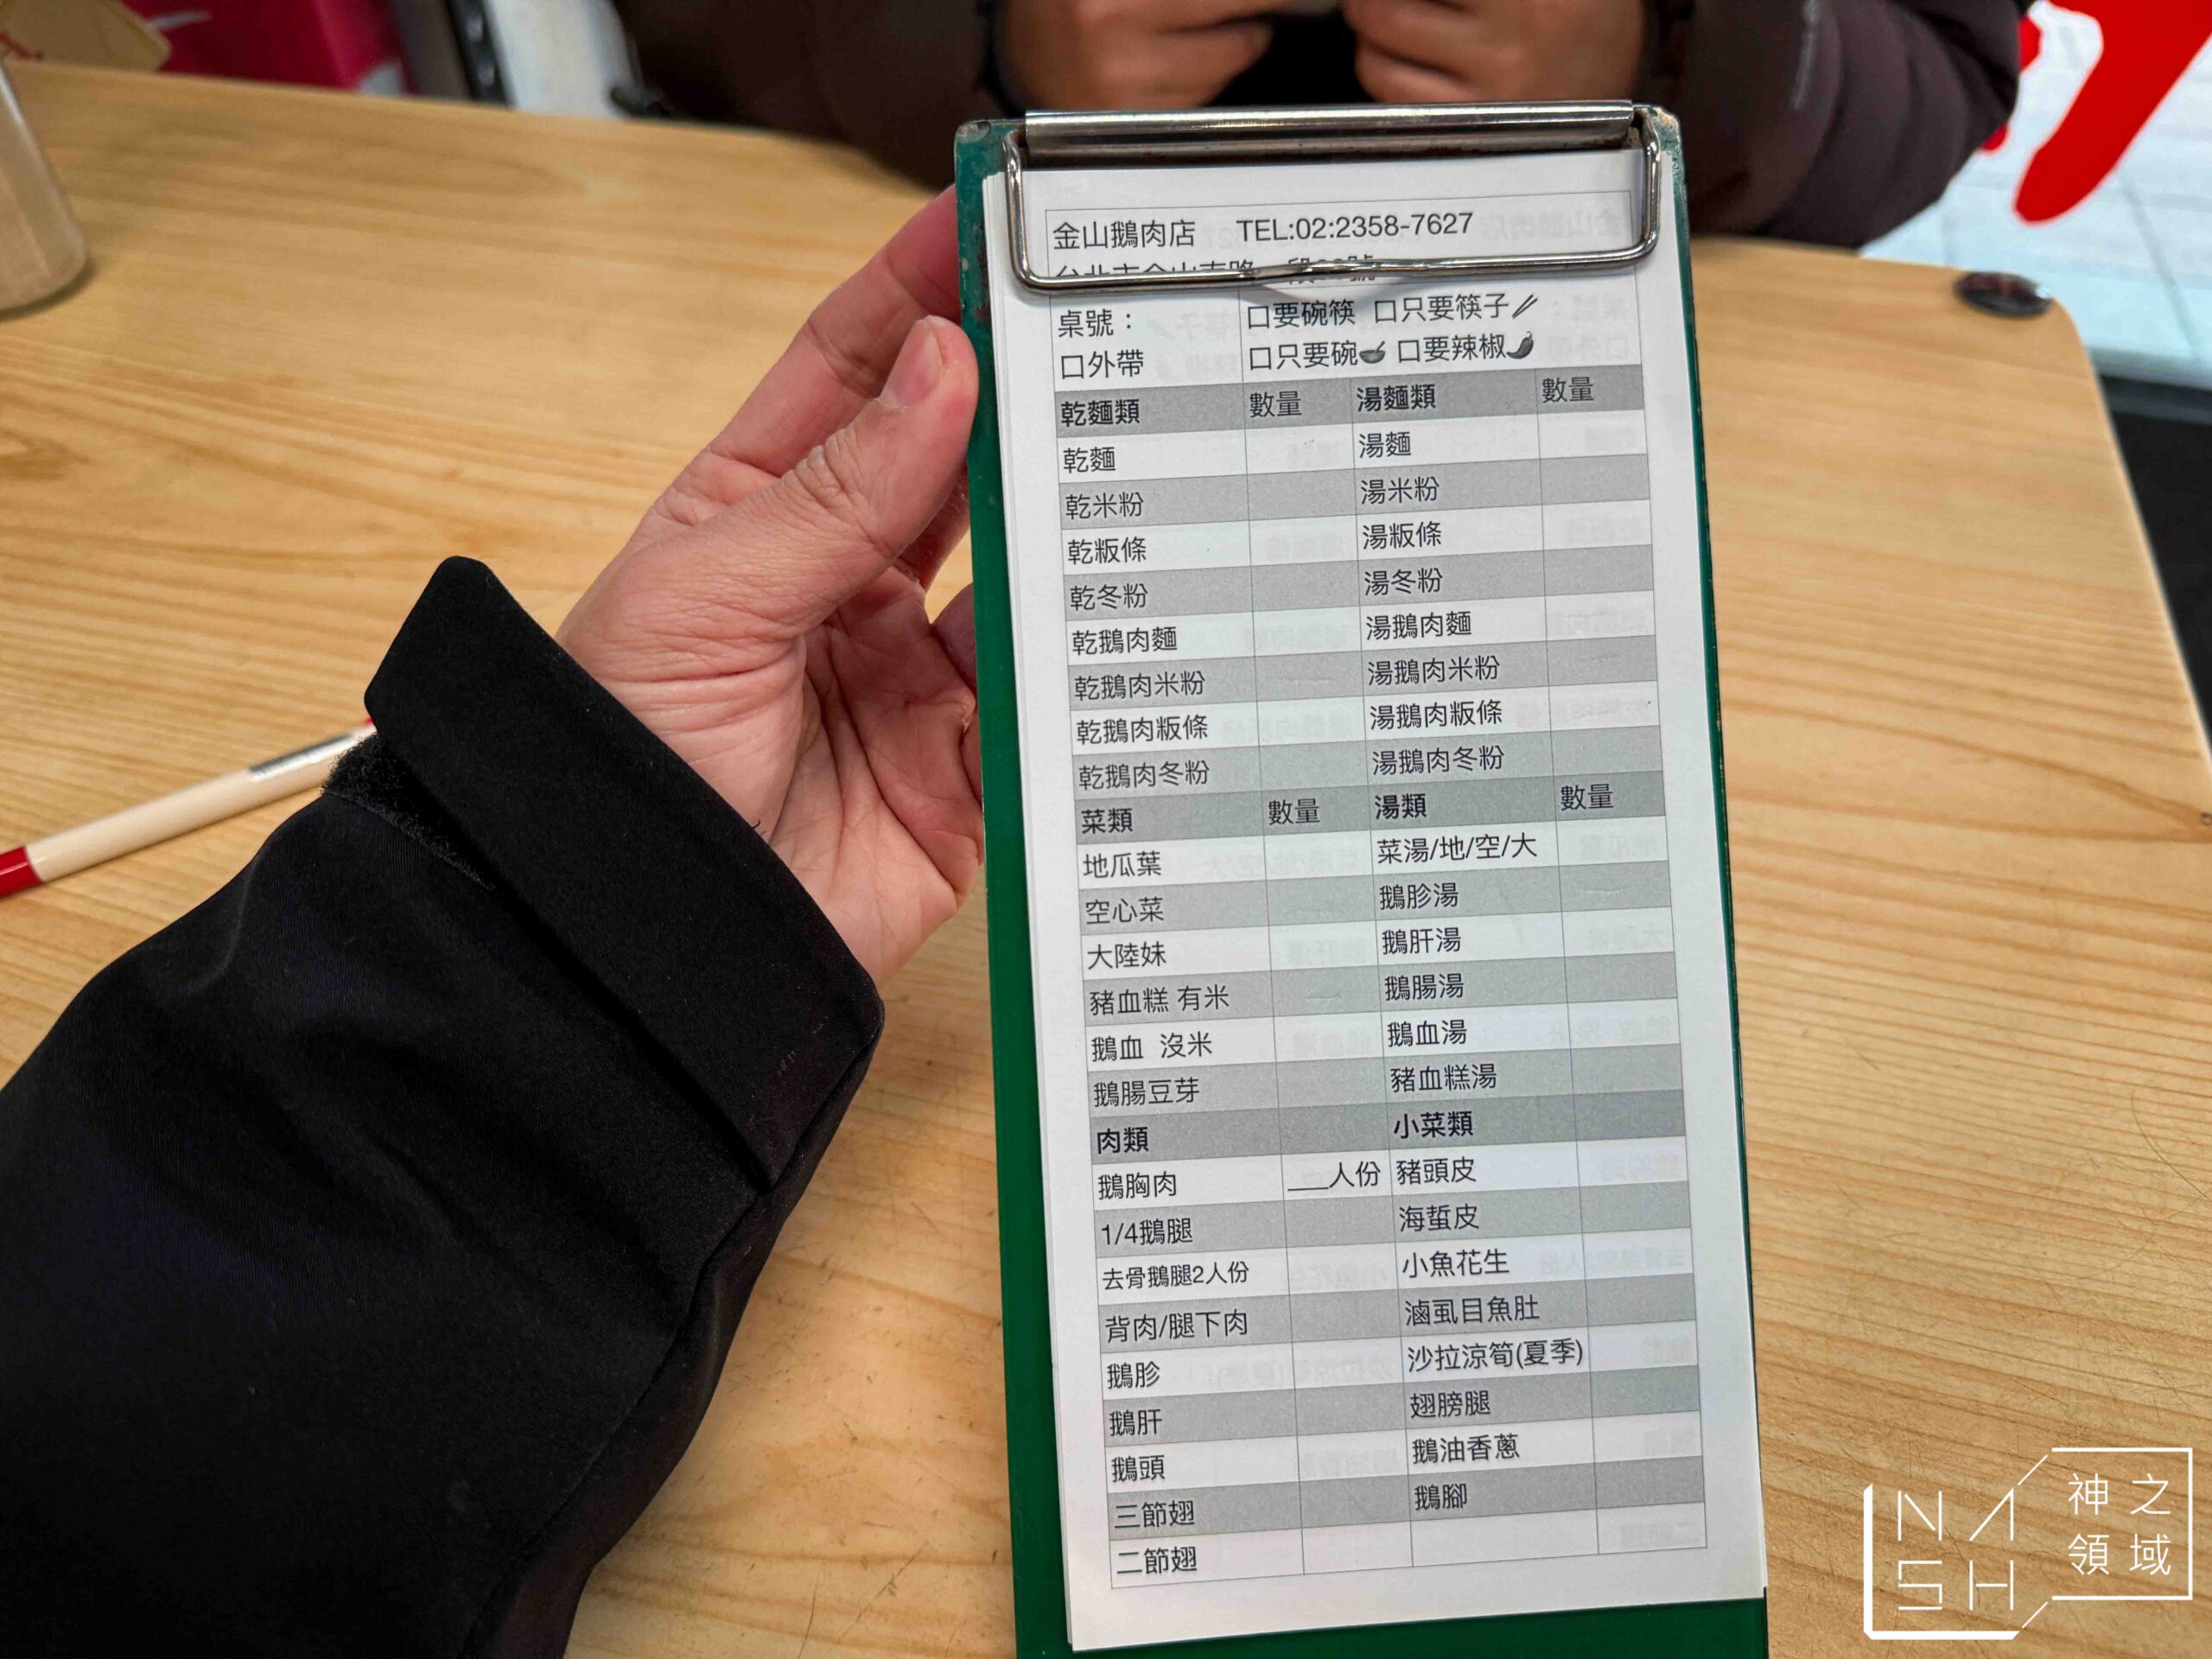 金山鵝肉店 TEL:02:2358-7627
桌號： 口要碗筷 口只要筷子
口外帶 口只要碗 口要辣椒
乾麵類 數量 湯麵類 數量
乾麵 湯麵
乾米粉 湯米粉
乾粄條 湯粄條
乾冬粉 湯冬粉
乾鵝肉麵 湯鵝肉麵
乾鵝肉米粉 湯鵝肉米粉
乾鵝肉粄條 湯鵝肉粄條
乾鵝肉冬粉 湯鵝肉冬粉
菜類 數量 湯類 數量
地瓜葉 菜湯/地/空/大
空心菜 鵝胗湯
大陸妹 鵝肝湯
豬血糕 有米 鵝腸湯
鵝血 沒米 鵝血湯
鵝腸豆芽 豬血糕湯
肉類 小菜類
鵝胸肉 ___人份 豬頭皮
1/4鵝腿 海蜇皮
去骨鵝腿2人份 小魚花生
背肉/腿下肉 滷虱目魚肚
鵝胗 沙拉涼筍(夏季)
鵝肝 翅膀腿
鵝頭 鵝油香蔥
三節翅 鵝腳
二節翅
NASH
神之
領域